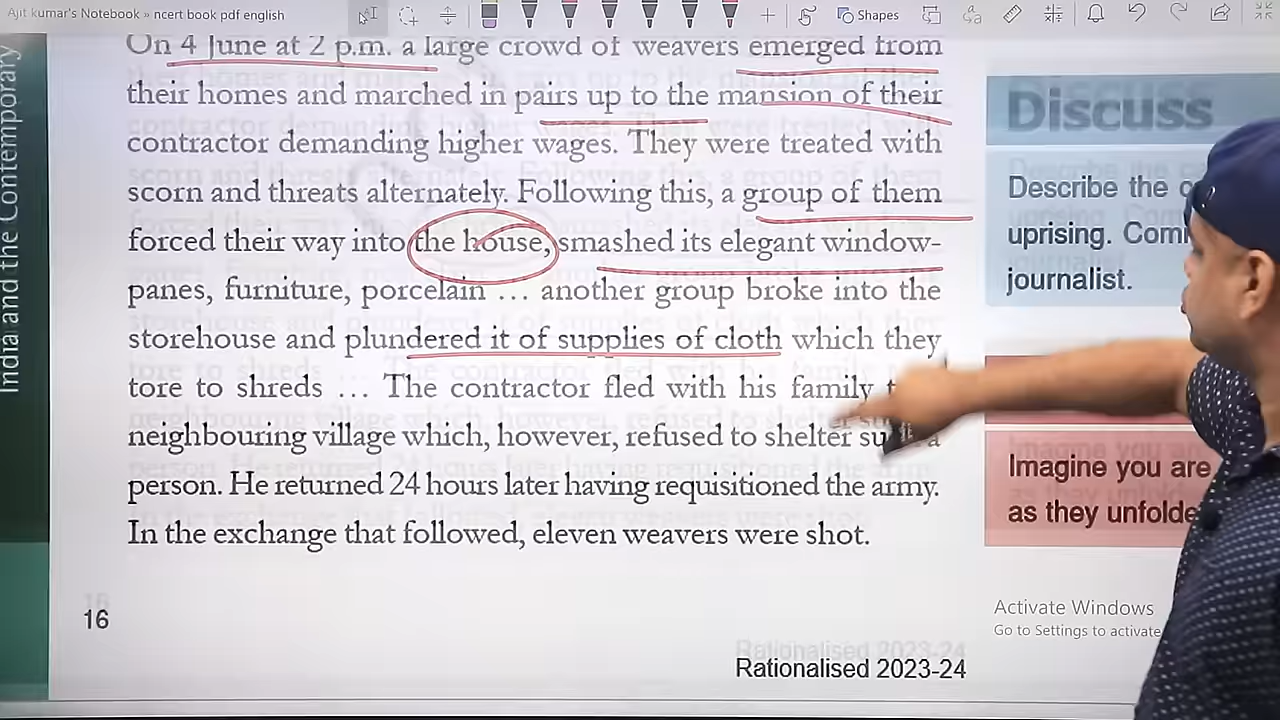 Ajit kumar's Notebook » ncert book pdf english
Shapes
India and the Contemporary
On 4 June at 2 p.m. a large crowd of weavers emerged from
their homes and marched in pairs up to the mansion of their
contractor demanding higher wages. They were treated with
scorn and threats alternately. Following this, a group of them
forced their way into the house, smashed its elegant window-
panes, furniture, porcelain … another group broke into the
storehouse and plundered it of supplies of cloth which they
tore to shreds … The contractor fled with his family
neighbouring village which, however, refused to shelter a
person. He returned 24 hours later having requisitioned the army.
In the exchange that followed, eleven weavers were shot.
16
Rationalised 2023-24
Discuss
Describe the
uprising.
journalist.
Imagine you are
as they
Activate Windows
Go to Settings to activate